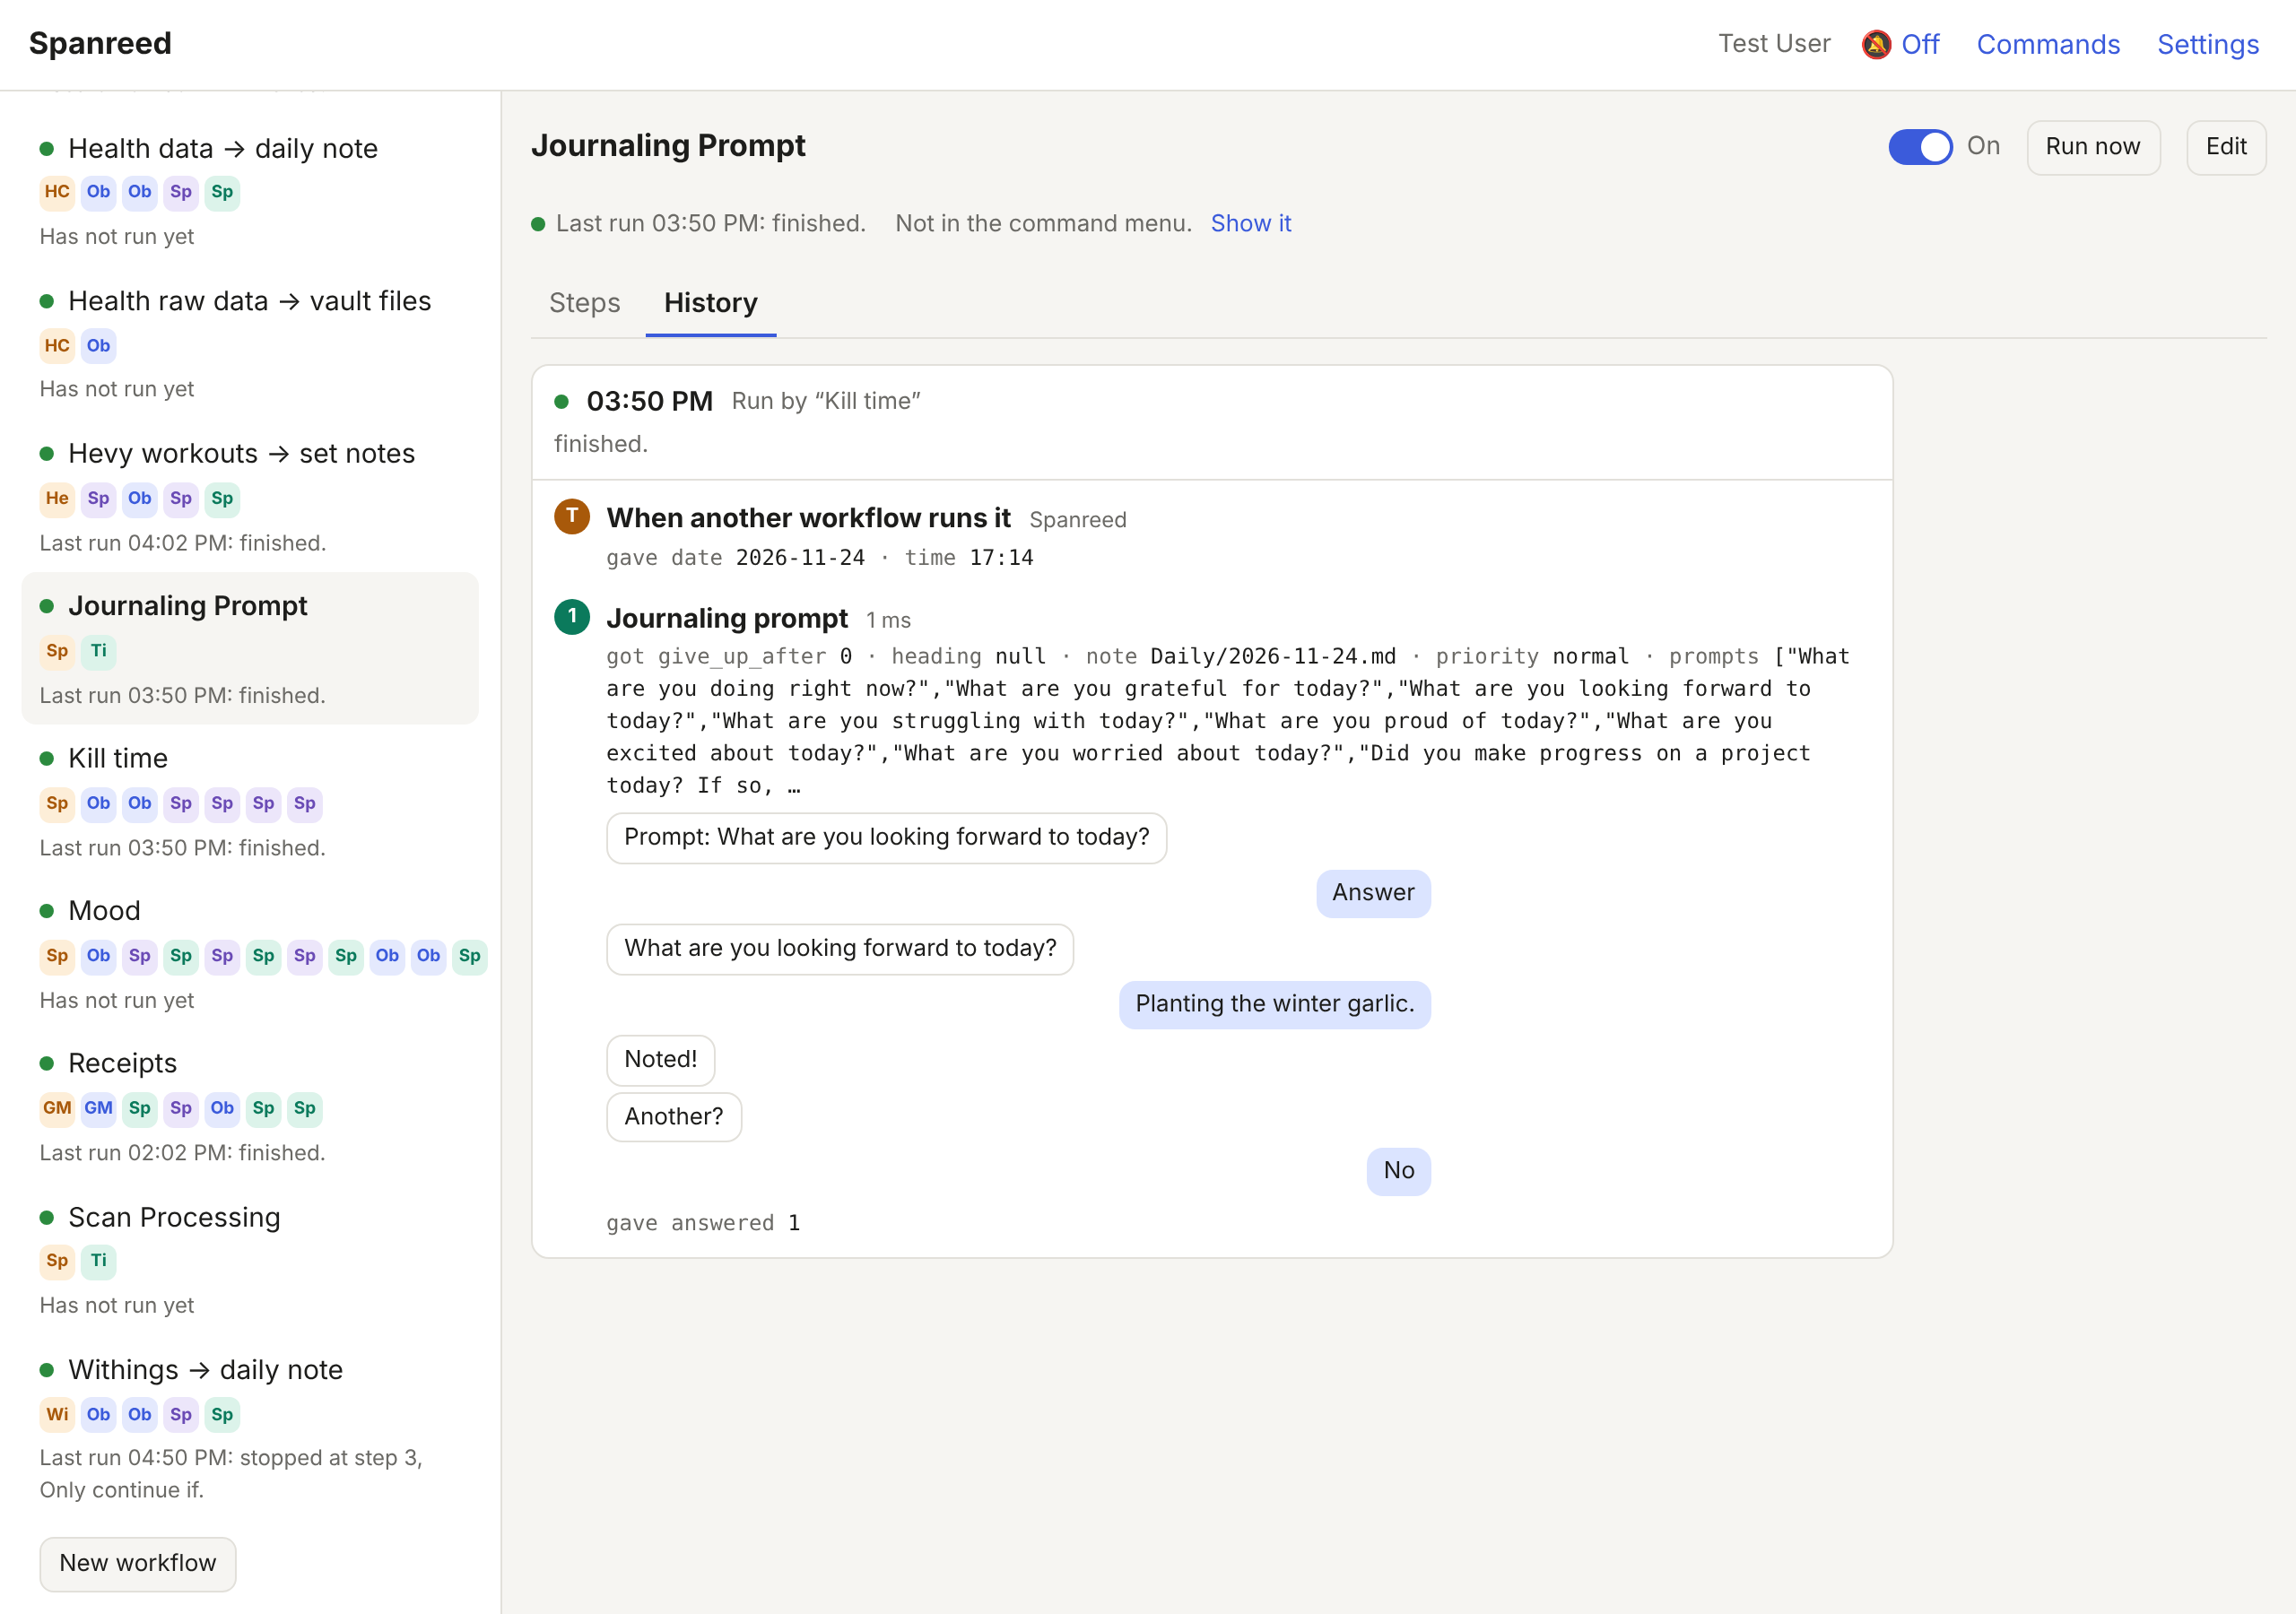 Spanreed
Test User
Off
Commands
Settings
Health data → daily note
HC Ob Ob Sp Sp
Has not run yet
Health raw data → vault files
HC Ob
Has not run yet
Hevy workouts → set notes
He Sp Ob Sp Sp
Last run 04:02 PM: finished.
Journaling Prompt
Sp Ti
Last run 03:50 PM: finished.
Kill time
Sp Ob Ob Sp Sp Sp Sp
Last run 03:50 PM: finished.
Mood
Sp Ob Sp Sp Sp Sp Sp Sp Ob Ob Sp
Has not run yet
Receipts
GM GM Sp Sp Ob Sp Sp
Last run 02:02 PM: finished.
Scan Processing
Sp Ti
Has not run yet
Withings → daily note
Wi Ob Ob Sp Sp
Last run 04:50 PM: stopped at step 3,
Only continue if.
New workflow
Journaling Prompt
On
Run now
Edit
Last run 03:50 PM: finished. Not in the command menu. Show it
Steps
History
03:50 PM Run by “Kill time”
finished.
T When another workflow runs it Spanreed
gave date 2026-11-24 · time 17:14
1 Journaling prompt 1 ms
got give_up_after 0 · heading null · note Daily/2026-11-24.md · priority normal · prompts ["What
are you doing right now?","What are you grateful for today?","What are you looking forward to
today?","What are you struggling with today?","What are you proud of today?","What are you
excited about today?","What are you worried about today?","Did you make progress on a project
today? If so, …
Prompt: What are you looking forward to today?
Answer
What are you looking forward to today?
Planting the winter garlic.
Noted!
Another?
No
gave answered 1